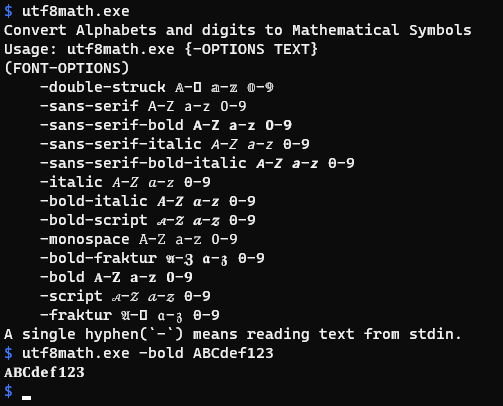 $ utf8math.exe
Convert Alphabets and digits to Mathematical Symbols
Usage: utf8math.exe {-OPTIONS TEXT}
(FONT-OPTIONS)
-double-struck 𝔸-▯ 𝕒-𝕫 𝟘-𝟡
-sans-serif 𝖠-𝖹 𝖺-𝗓 𝟢-𝟫
-sans-serif-bold 𝗔-𝗭 𝗮-𝘇 𝟬-𝟵
-sans-serif-italic 𝘈-𝘡 𝘢-𝘻 0-9
-sans-serif-bold-italic 𝘼-𝙕 𝙖-𝙯 0-9
-italic 𝐴-𝑍 𝑎-𝑧 0-9
-bold-italic 𝑨-𝒁 𝒂-𝒛 0-9
-bold-script 𝓐-𝓩 𝓪-𝔃 0-9
-monospace 𝙰-𝚉 𝚊-𝚣 𝟶-𝟿
-bold-fraktur 𝕬-𝖅 𝖆-𝖟 0-9
-bold 𝐀-𝐙 𝐚-𝐳 𝟎-𝟗
-script 𝒜-𝒵 𝒶-𝓏 0-9
-fraktur 𝔄-▯ 𝔞-𝔷 0-9
A single hyphen(`-`) means reading text from stdin.
$ utf8math.exe -bold ABCdef123
𝐀𝐁𝐂𝐝𝐞𝐟𝟏𝟐𝟑
$